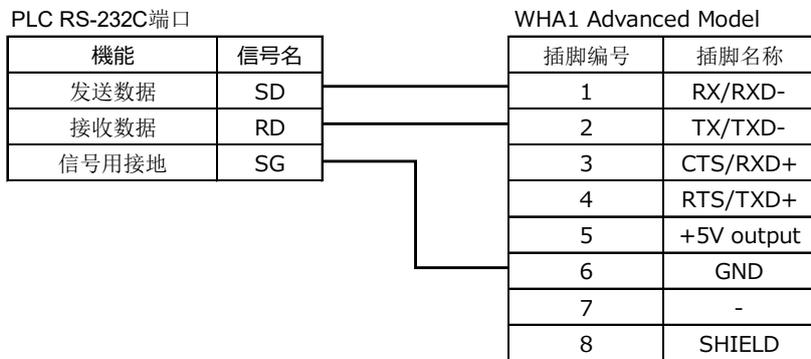 PLC RS-232C端口
WHA1 Advanced Model
機能 信号名
插脚编号 插脚名称
发送数据 SD
1 RX/RXD-
接收数据 RD
2 TX/TXD-
信号用接地 SG
3 CTS/RXD+
4 RTS/TXD+
5 +5V output
6 GND
7 -
8 SHIELD